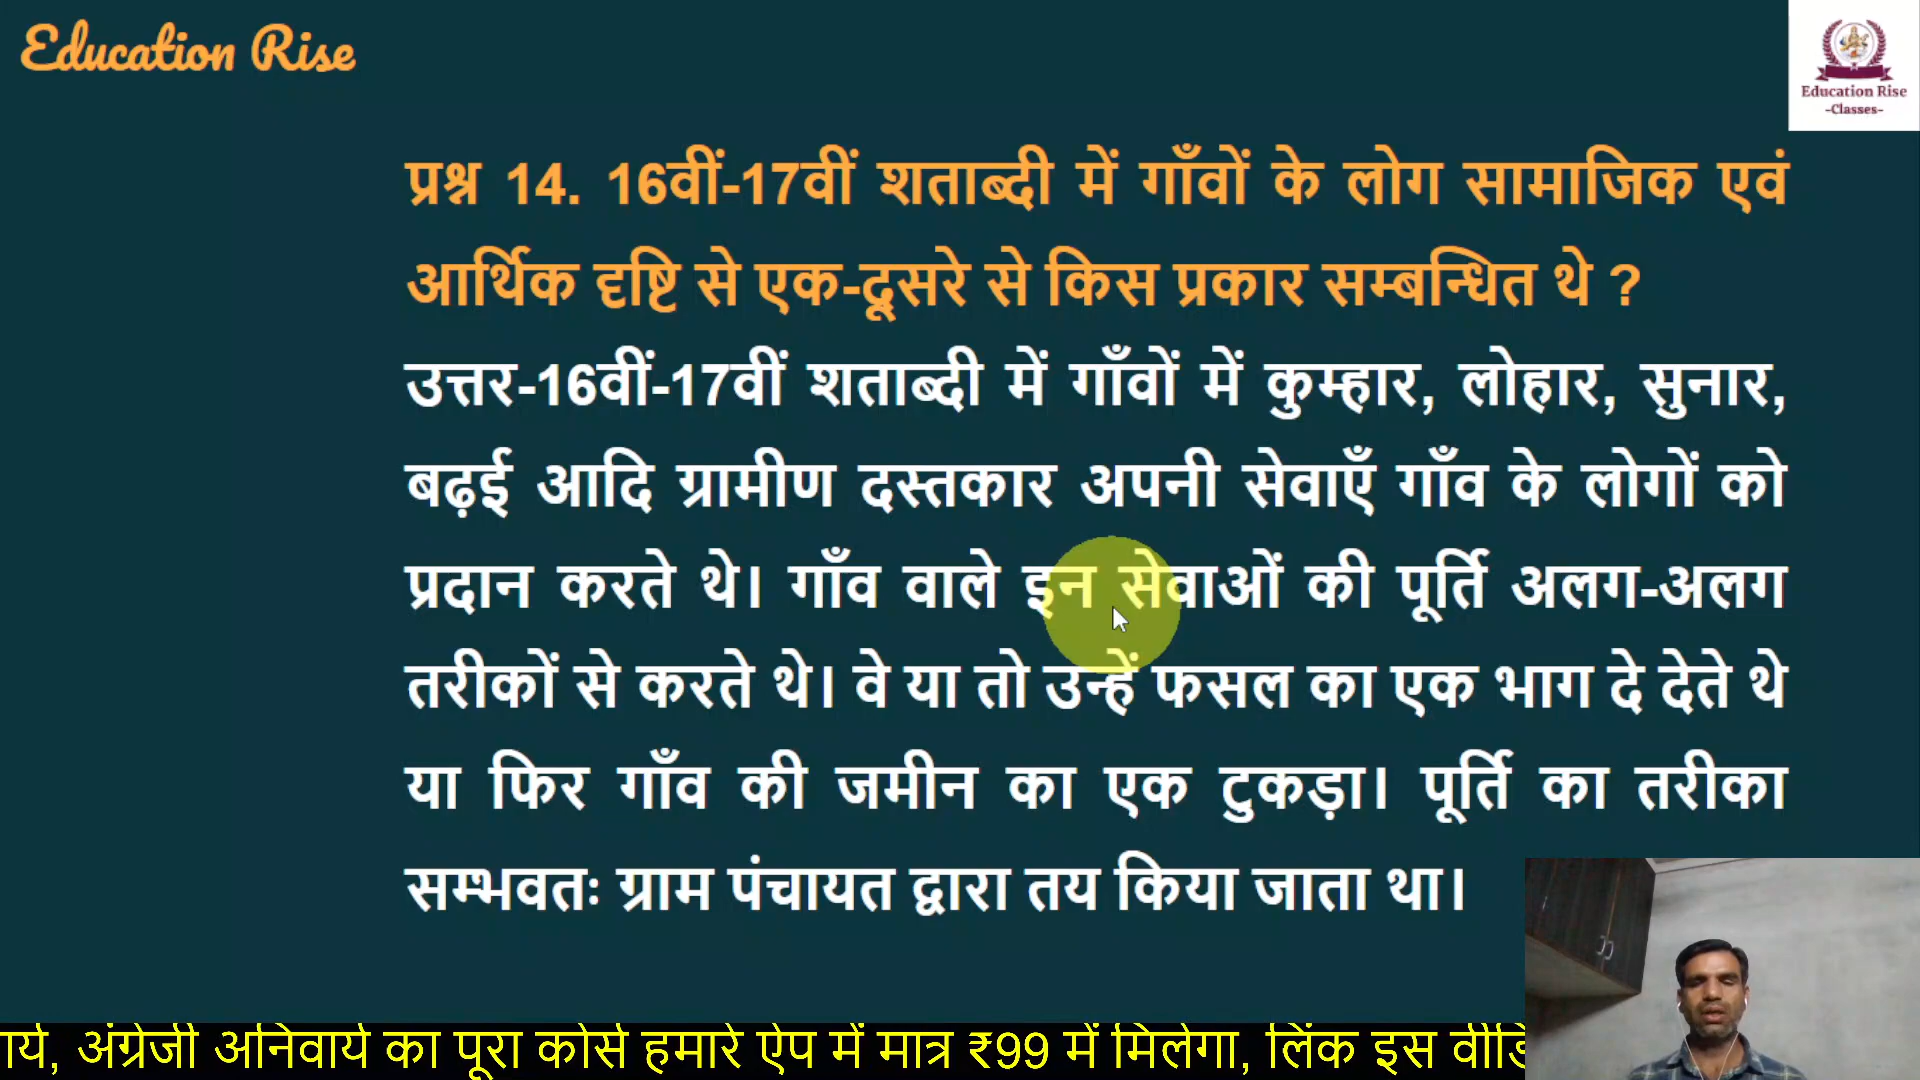 Education Rise
Education Rise
-Classes-
प्रश्न 14. 16वीं-17वीं शताब्दी में गाँवों के लोग सामाजिक एवं
आर्थिक दृष्टि से एक-दूसरे से किस प्रकार सम्बन्धित थे ?
उत्तर-16वीं-17वीं शताब्दी में गाँवों में कुम्हार, लोहार, सुनार,
बढ़ई आदि ग्रामीण दस्तकार अपनी सेवाएँ गाँव के लोगों को
प्रदान करते थे। गाँव वाले इन सेवाओं की पूर्ति अलग-अलग
तरीकों से करते थे। वे या तो उन्हें फसल का एक भाग दे देते थे
या फिर गाँव की जमीन का एक टुकड़ा। पूर्ति का तरीका
सम्भवतः ग्राम पंचायत द्वारा तय किया जाता था।
अंग्रेजी अनिवार्य का पूरा कोर्स हमारे ऐप में मात्र ₹99 में मिलेगा, लिंक इस